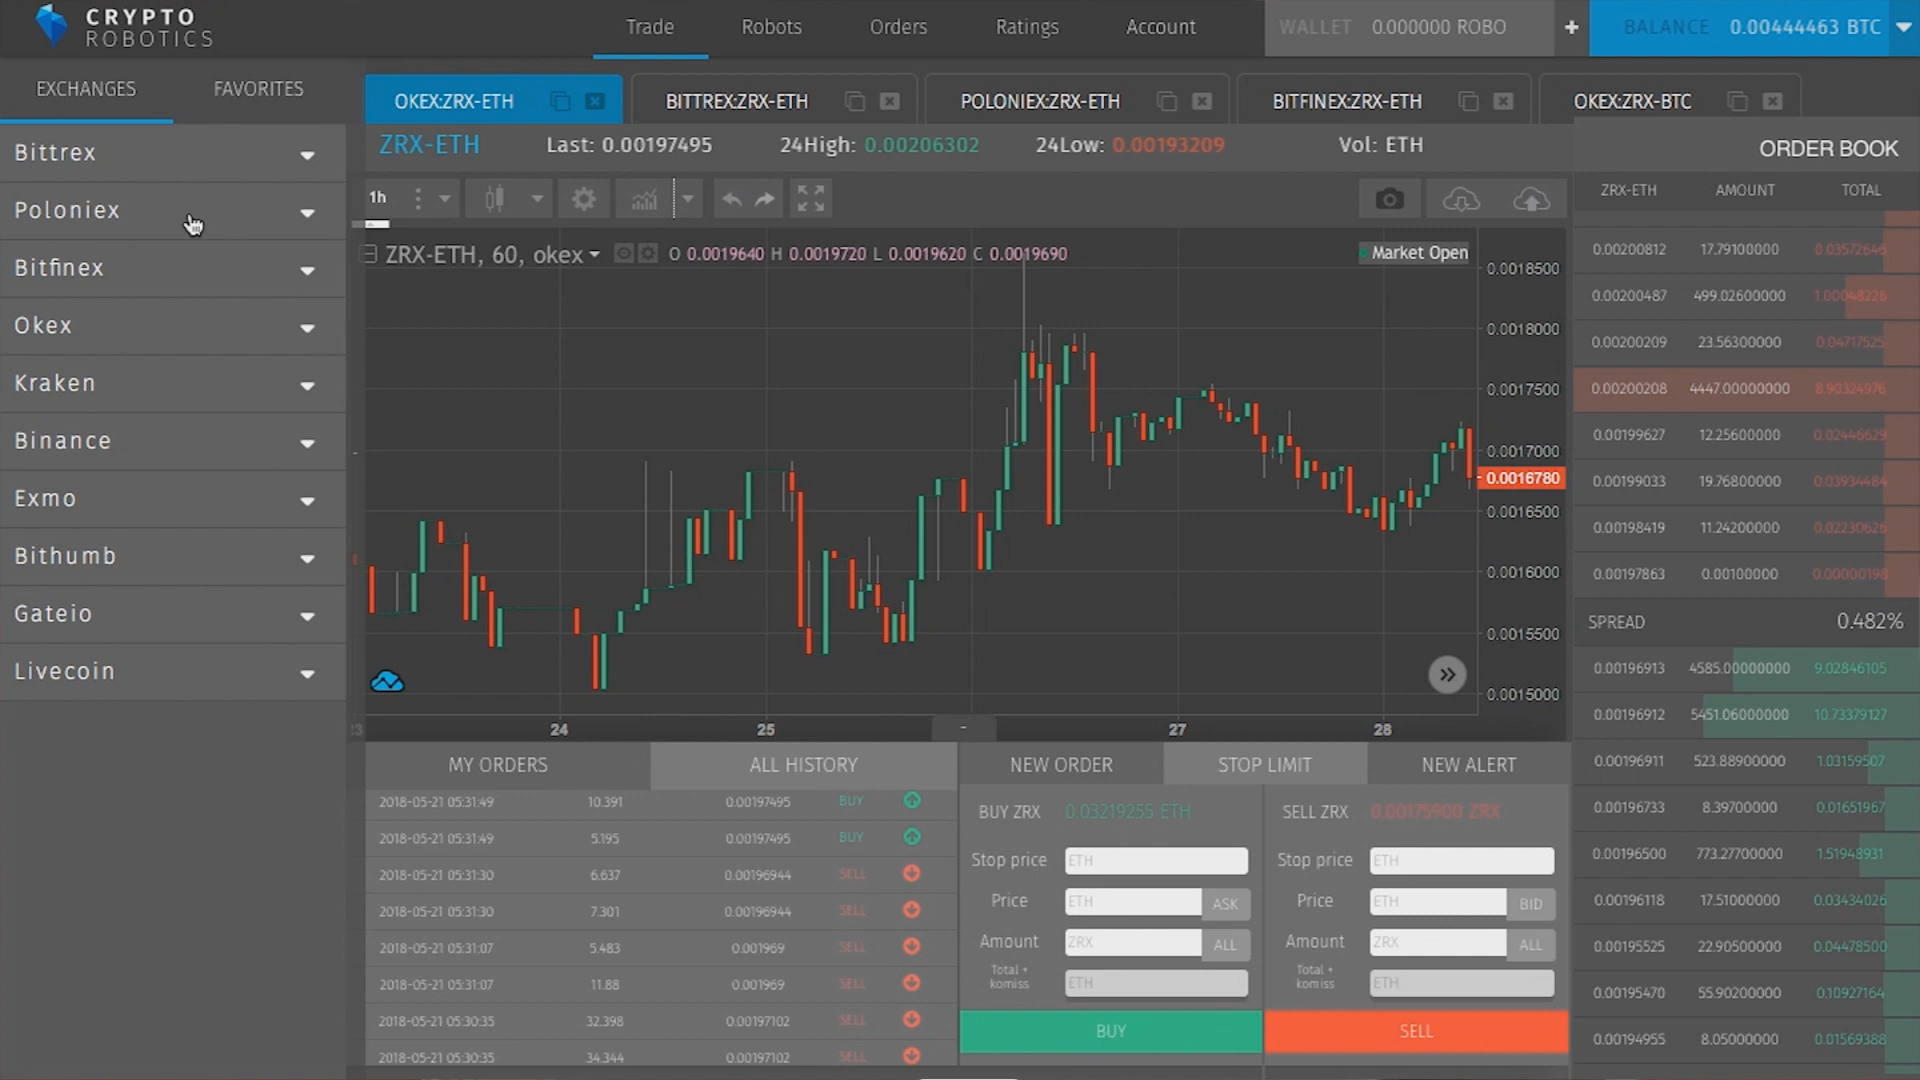 CRYPTO
ROBOTICS
Trade Robots Orders Ratings Account
WALLET 0.000000 ROBO + BALANCE 0.00444463 BTC
EXCHANGES FAVORITES
OKEX:ZRX-ETH BITTREX:ZRX-ETH POLONIEX:ZRX-ETH BITFINEX:ZRX-ETH OKEX:ZRX-BTC
Bittrex
Poloniex
Bitfinex
Okex
Kraken
Binance
Exmo
Bithumb
Gateio
Livecoin
ZRX-ETH Last: 0.00197495 24High: 0.00206302 24Low: 0.00193209 Vol: ETH
1h
ZRX-ETH, 60, okex O 0.0019640 H 0.0019720 L 0.0019620 C 0.0019690
Market Open
0.0018500
0.0018000
0.0017500
0.0017000
0.0016780
0.0016500
0.0016000
0.0015500
0.0015000
23 24 25 27 28
ORDER BOOK
ZRX-ETH AMOUNT TOTAL
0.00200812 17.79100000 0.03572646
0.00200487 499.02600000 1.00048226
0.00200209 23.56300000 0.04717525
0.00200208 4447.00000000 8.90324976
0.00199627 12.25600000 0.02446629
0.00199033 19.76800000 0.03934484
0.00198419 11.24200000 0.02230626
0.00197863 0.00100000 0.00000198
SPREAD 0.482%
0.00196913 4585.00000000 9.02846105
0.00196912 5451.06000000 10.73379127
0.00196911 523.88900000 1.03159507
0.00196733 8.39700000 0.01651967
0.00196500 773.27700000 1.51948931
0.00196118 17.51000000 0.03434026
0.00195525 22.90500000 0.04478500
0.00195470 55.90200000 0.10927164
0.00194955 8.05000000 0.01569388
MY ORDERS ALL HISTORY
2018-05-21 05:31:49 10.391 0.00197495 BUY
2018-05-21 05:31:49 5.195 0.00197495 BUY
2018-05-21 05:31:30 6.637 0.00196944 SELL
2018-05-21 05:31:30 7.301 0.00196944 SELL
2018-05-21 05:31:07 5.483 0.001969 SELL
2018-05-21 05:31:07 11.88 0.001969 SELL
2018-05-21 05:30:35 32.398 0.00197102 SELL
2018-05-21 05:30:35 34.344 0.00197102 SELL
NEW ORDER STOP LIMIT NEW ALERT
BUY ZRX 0.03219255 ETH
Stop price ETH
Price ETH ASK
Amount ZRX ALL
Total +
komiss ETH
BUY
SELL ZRX 0.00175900 ZRX
Stop price ETH
Price ETH BID
Amount ZRX ALL
Total +
komiss ETH
SELL